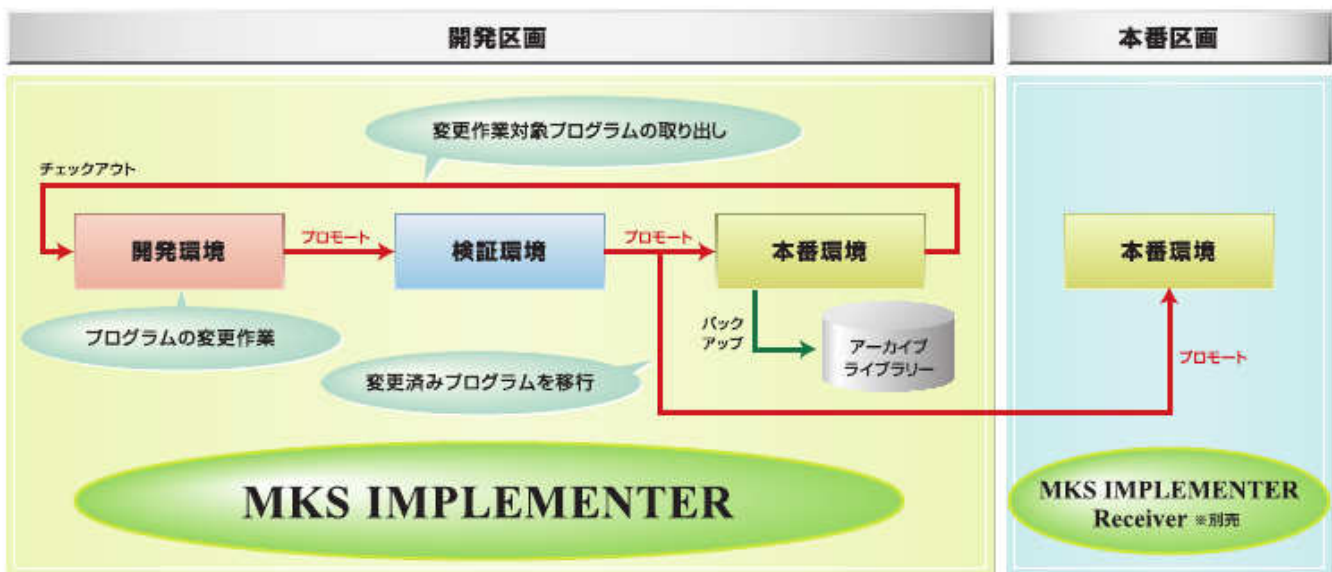 開発区画
本番区画
変更作業対象プログラムの取り出し
チェックアウト
開発環境
プロモート
検証環境
プロモート
本番環境
本番環境
プログラムの変更作業
バック
アップ
アーカイブ
ライブラリー
プロモート
変更済みプログラムを移行
MKS IMPLEMENTER
MKS IMPLEMENTER
Receiver ※別売